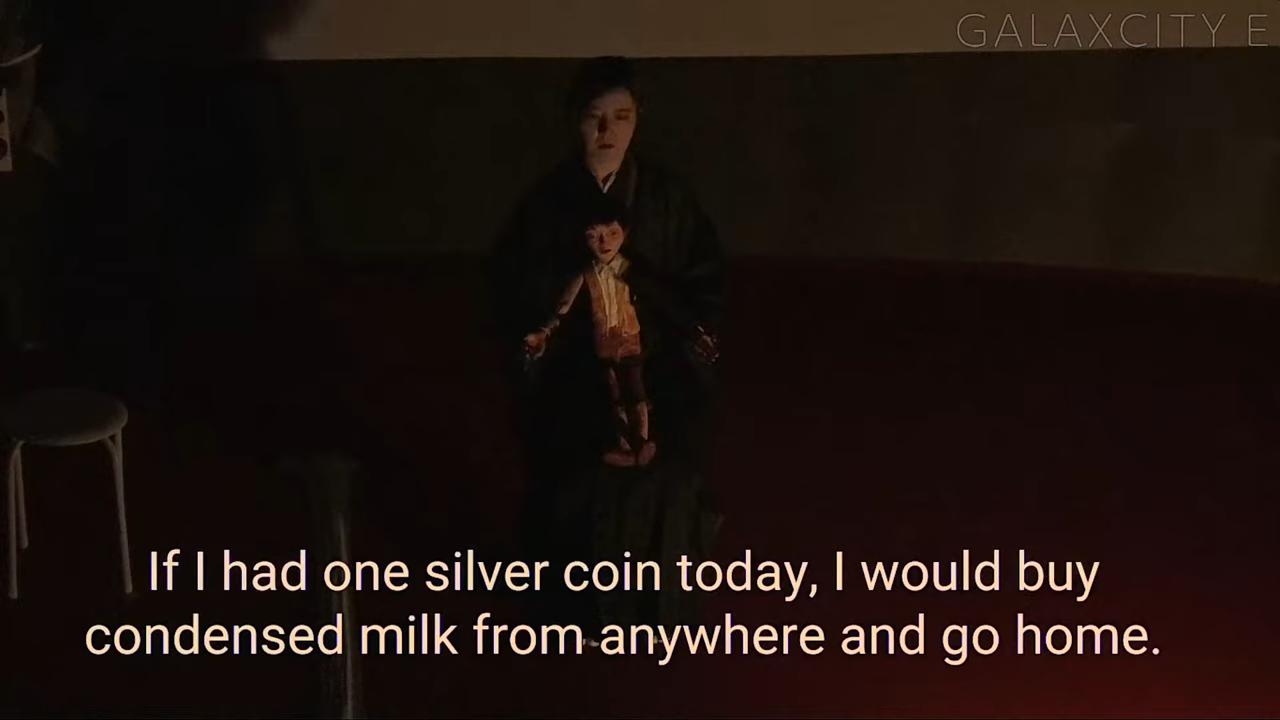 GALAXCITY E
If I had one silver coin today, I would buy
condensed milk from anywhere and go home.